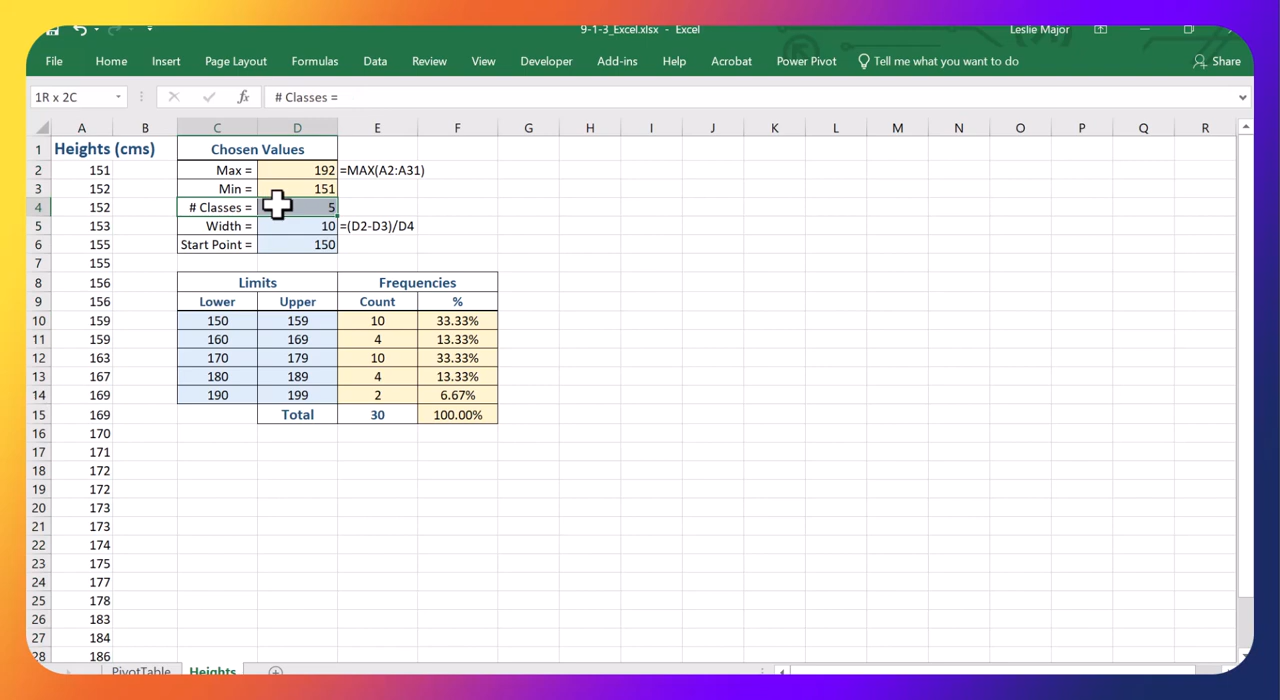 9-1-3_Excel.xlsx - Excel
Leslie Major
File Home Insert Page Layout Formulas Data Review View Developer Add-ins Help Acrobat Power Pivot Tell me what you want to do Share
1R x 2C fx # Classes =
A B C D E F G H I J K L M N O P Q R
1 Heights (cms) Chosen Values
2 151 Max = 192 =MAX(A2:A31)
3 152 Min = 151
4 152 # Classes = 5
5 153 Width = 10 =(D2-D3)/D4
6 155 Start Point = 150
7 155
8 156 Limits Frequencies
9 156 Lower Upper Count %
10 159 150 159 10 33.33%
11 159 160 169 4 13.33%
12 163 170 179 10 33.33%
13 167 180 189 4 13.33%
14 169 190 199 2 6.67%
15 169 Total 30 100.00%
16 170
17 171
18 172
19 172
20 173
21 173
22 174
23 175
24 177
25 178
26 183
27 184
28 186
PivotTable Heights